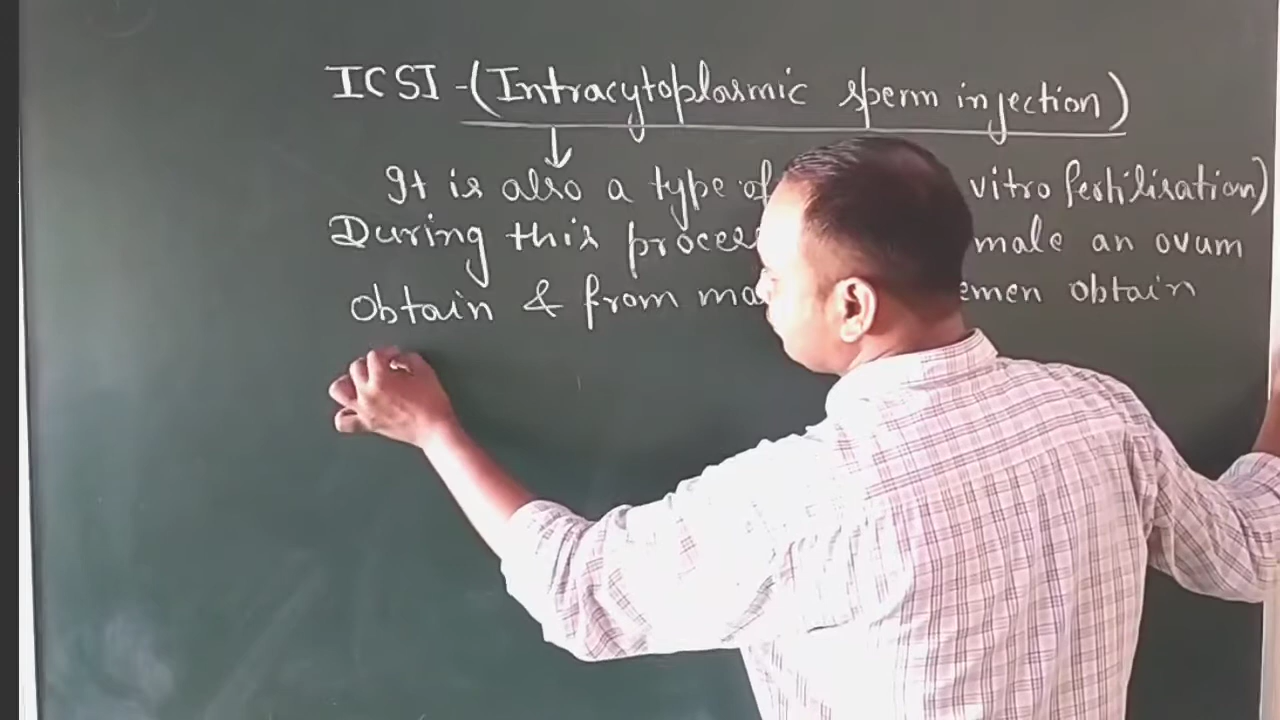 ICSI - (Intracytoplasmic sperm injection)
It is also a type of vitro fertilisation)
During this process male an ovum
obtain & from emen obtain